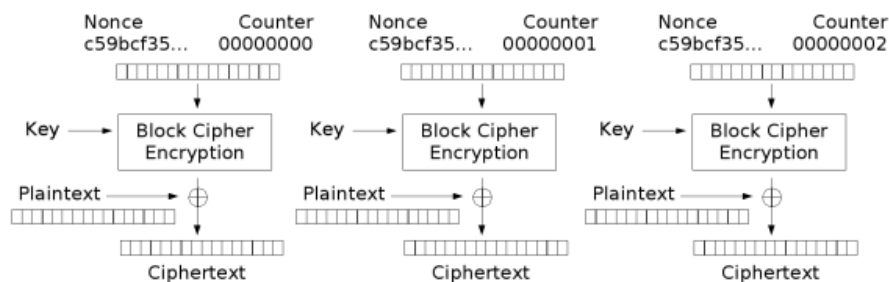 Nonce Counter Nonce Counter Nonce Counter
c59bcf35... 00000000 c59bcf35... 00000001 c59bcf35... 00000002
Key Block Cipher Encryption Key Block Cipher Encryption Key Block Cipher Encryption
Plaintext Plaintext Plaintext
Ciphertext Ciphertext Ciphertext